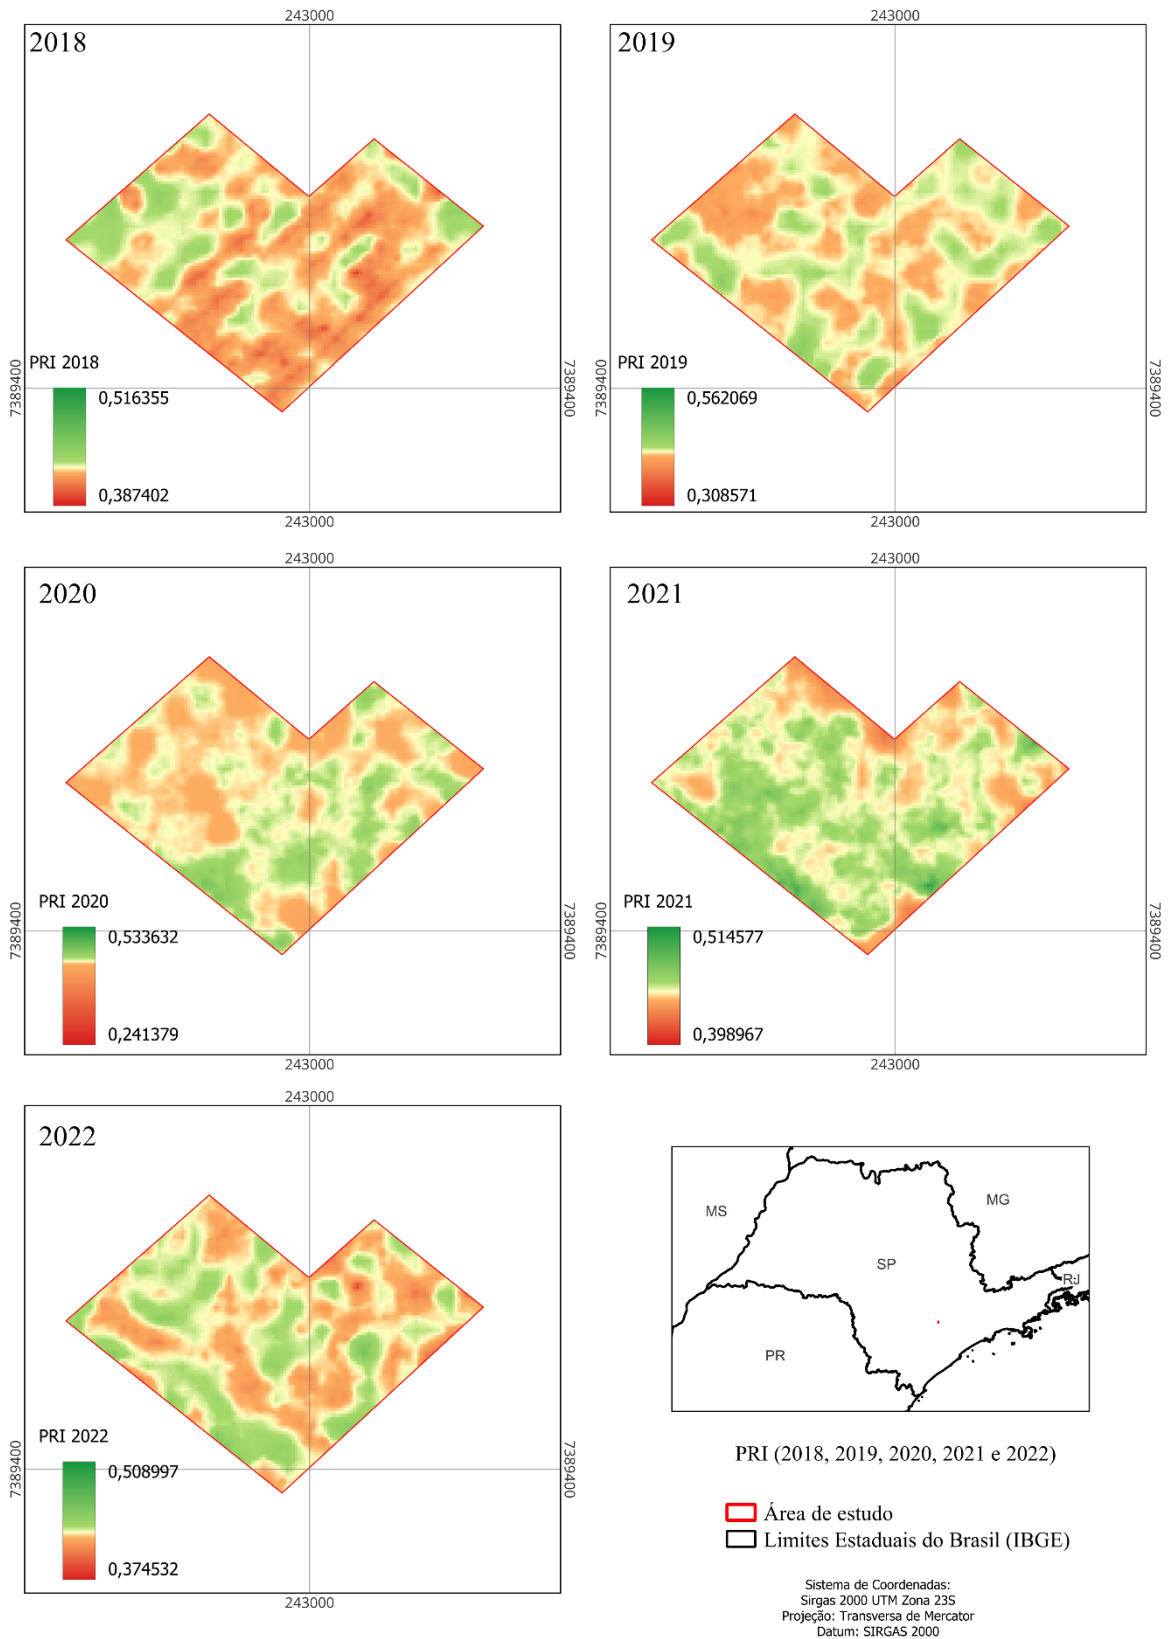 243000
243000
2018
2019
PRI 2018
PRI 2019
7389400
7389400
7389400
7389400
0,516355
0,562069
0,387402
0,308571
243000
243000
243000
243000
2020
2021
PRI 2020
PRI 2021
7389400
7389400
7389400
7389400
0,533632
0,514577
0,241379
0,398967
243000
243000
243000
2022
MS
MG
SP
RJ
PR
PRI 2022
7389400
7389400
0,508997
0,374532
243000
PRI (2018, 2019, 2020, 2021 e 2022)
Área de estudo
Limites Estaduais do Brasil (IBGE)
Sistema de Coordenadas:
Sirgas 2000 UTM Zona 23S
Projeção: Transversa de Mercator
Datum: SIRGAS 2000